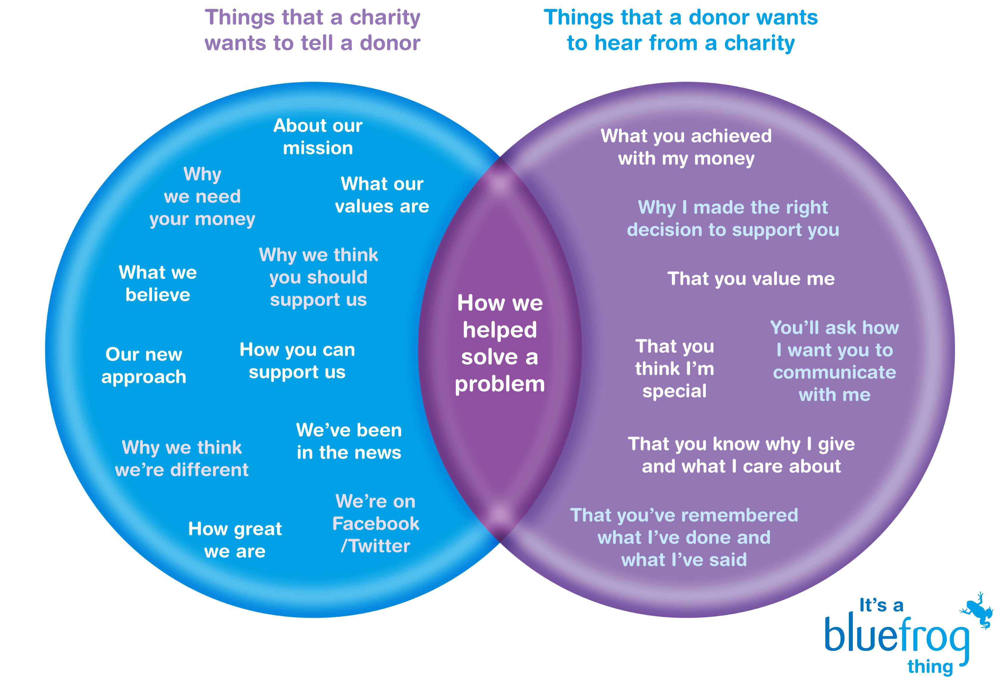 Things that a charity
wants to tell a donor
Things that a donor wants
to hear from a charity
About our
mission
Why
we need
your money
What our
values are
What we
believe
Why we think
you should
support us
Our new
approach
How you can
support us
Why we think
we're different
We've been
in the news
How great
we are
We're on
Facebook
/Twitter
How we
helped
solve a
problem
What you achieved
with my money
Why I made the right
decision to support you
That you value me
That you
think I'm
special
You'll ask how
I want you to
communicate
with me
That you know why I give
and what I care about
That you've remembered
what I've done and
what I've said
It's a
bluefrog
thing